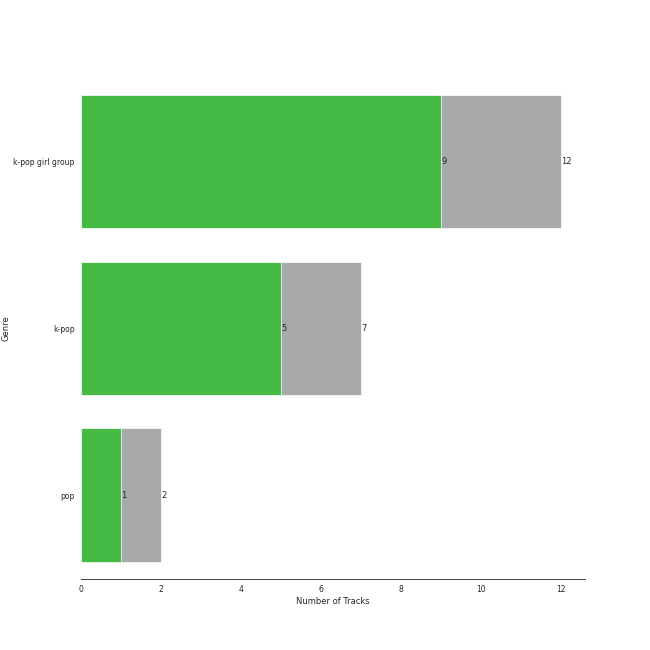 k-pop girl group
9
12
k-pop
5
7
pop
1
2
0 2 4 6 8 10 12
Number of Tracks
Genre